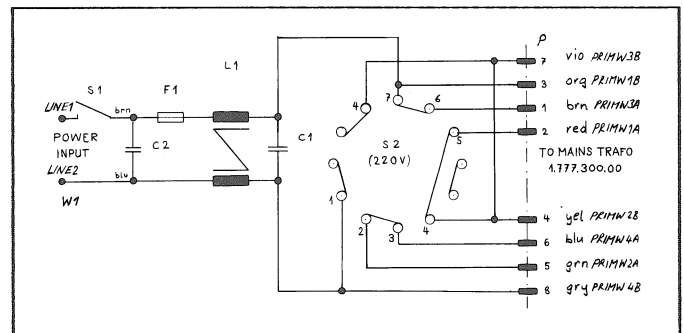 P
7 vio PRIMW3B
3 org PRIMW1B
1 brn PRIMW3A
2 red PRIMW1A
TO MAINS TRAFO
1.777.300.00
4 yel PRIMW2B
6 blu PRIMW4A
5 grn PRIMW2A
8 gry PRIMW4B
L1
S1
F1
LINE1
brn
POWER
INPUT
C2
LINE2
blu
W1
C1
4
7
6
S2
(220V)
5
1
2
3
4